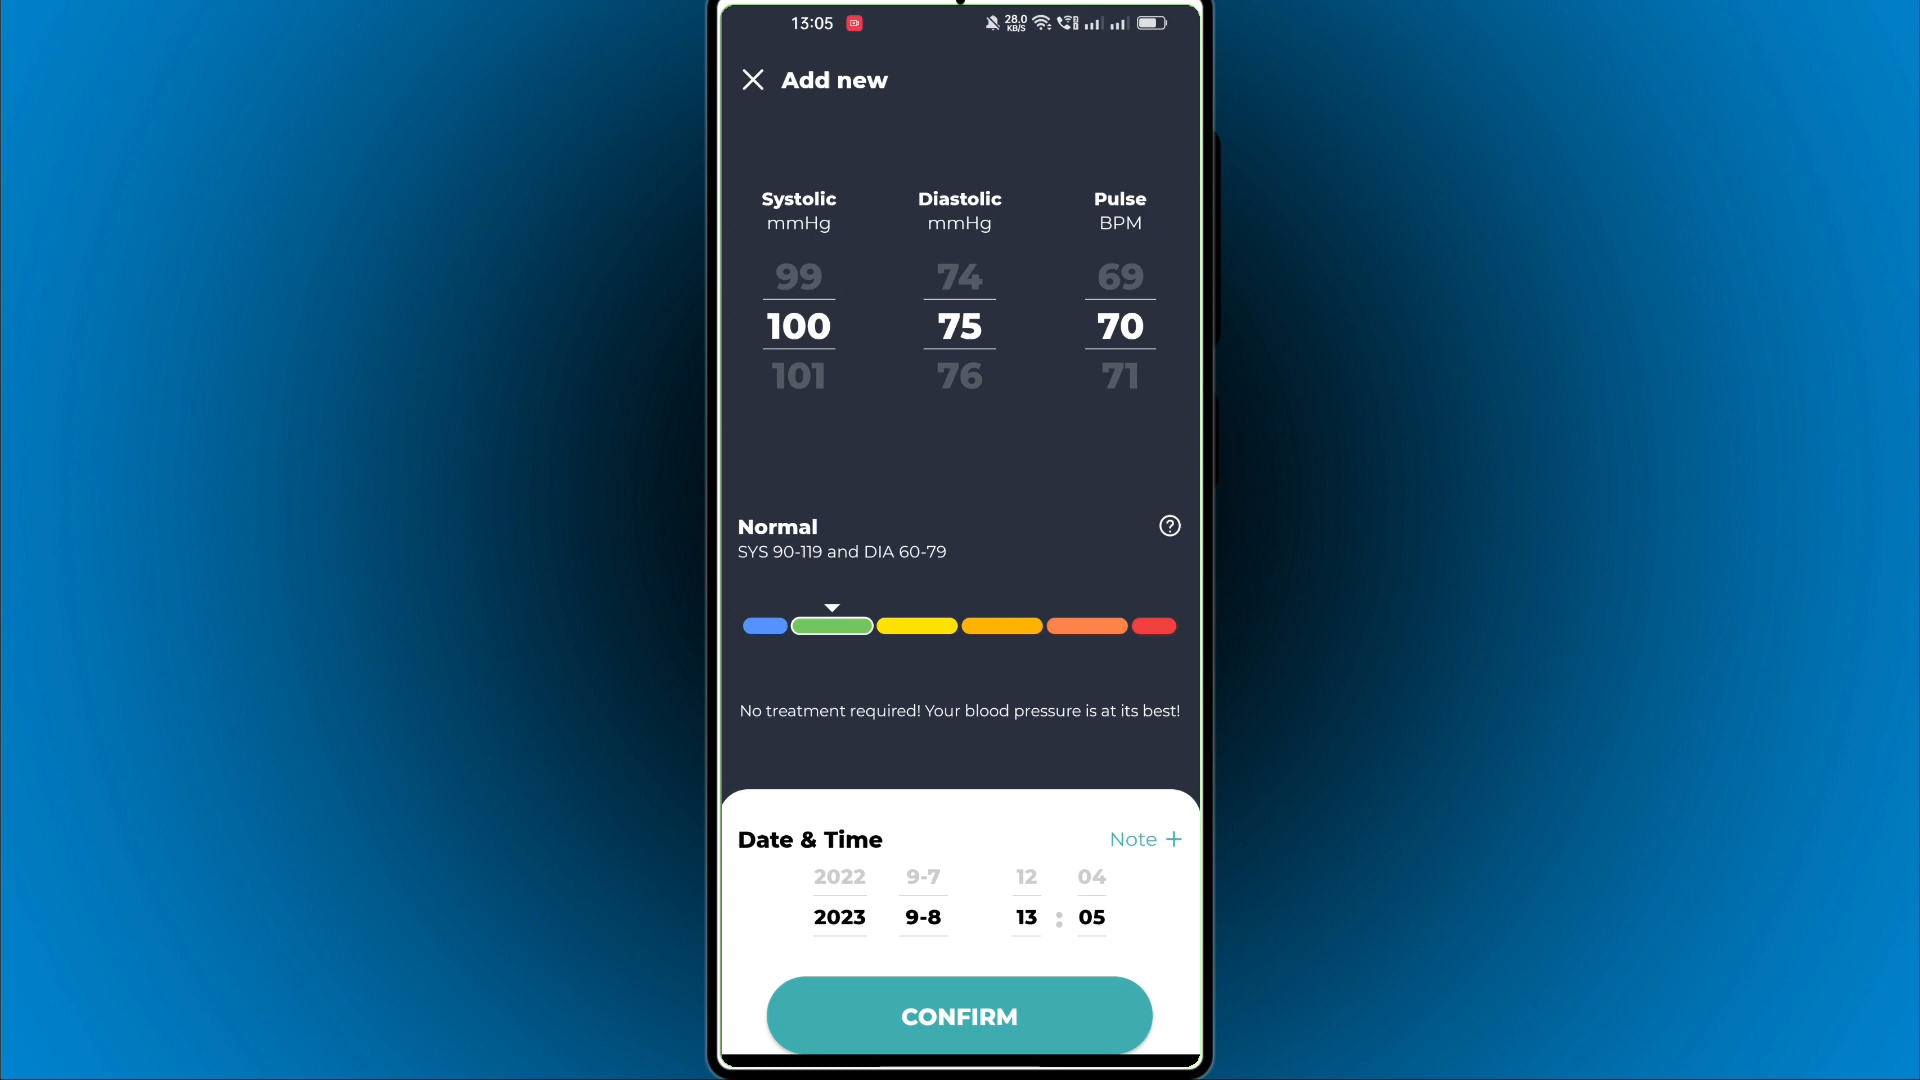 13:05 28.0 KB/S
Add new
Systolic Diastolic Pulse
mmHg mmHg BPM
99 74 69
100 75 70
101 76 71
Normal
SYS 90-119 and DIA 60-79
No treatment required! Your blood pressure is at its best!
Date & Time Note +
2022 9-7 12 04
2023 9-8 13 : 05
CONFIRM